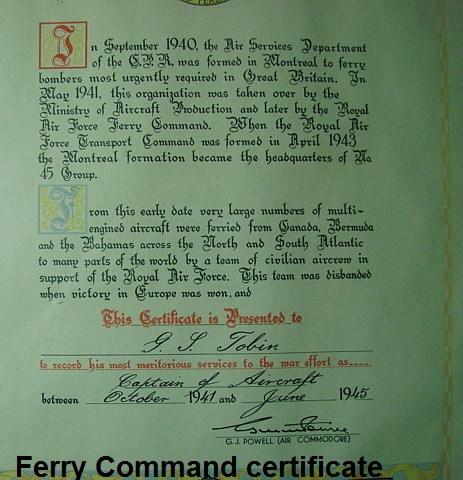 In September 1940, the Air Services Department
of the C.P.R. was formed in Montreal to ferry
bombers most urgently required in Great Britain. In
May 1941, this organization was taken over by the
Ministry of Aircraft Production and later by the Royal
Air Force Ferry Command. When the Royal Air
Force Transport Command was formed in April 1943
the Montreal formation became the headquarters of No
45 Group.
From this early date very large numbers of multi-
engined aircraft were ferried from Canada, Bermuda
and the Bahamas across the North and South Atlantic
to many parts of the world by a team of civilian aircrew in
support of the Royal Air Force. This team was disbanded
when victory in Europe was won, and
This Certificate is Presented to
G. S. Tobin
to record his most meritorious services to the war effort as....
Captain of Aircraft
between October 1941 and June 1945
G.J. POWELL (AIR COMMODORE)
Ferry Command certificate